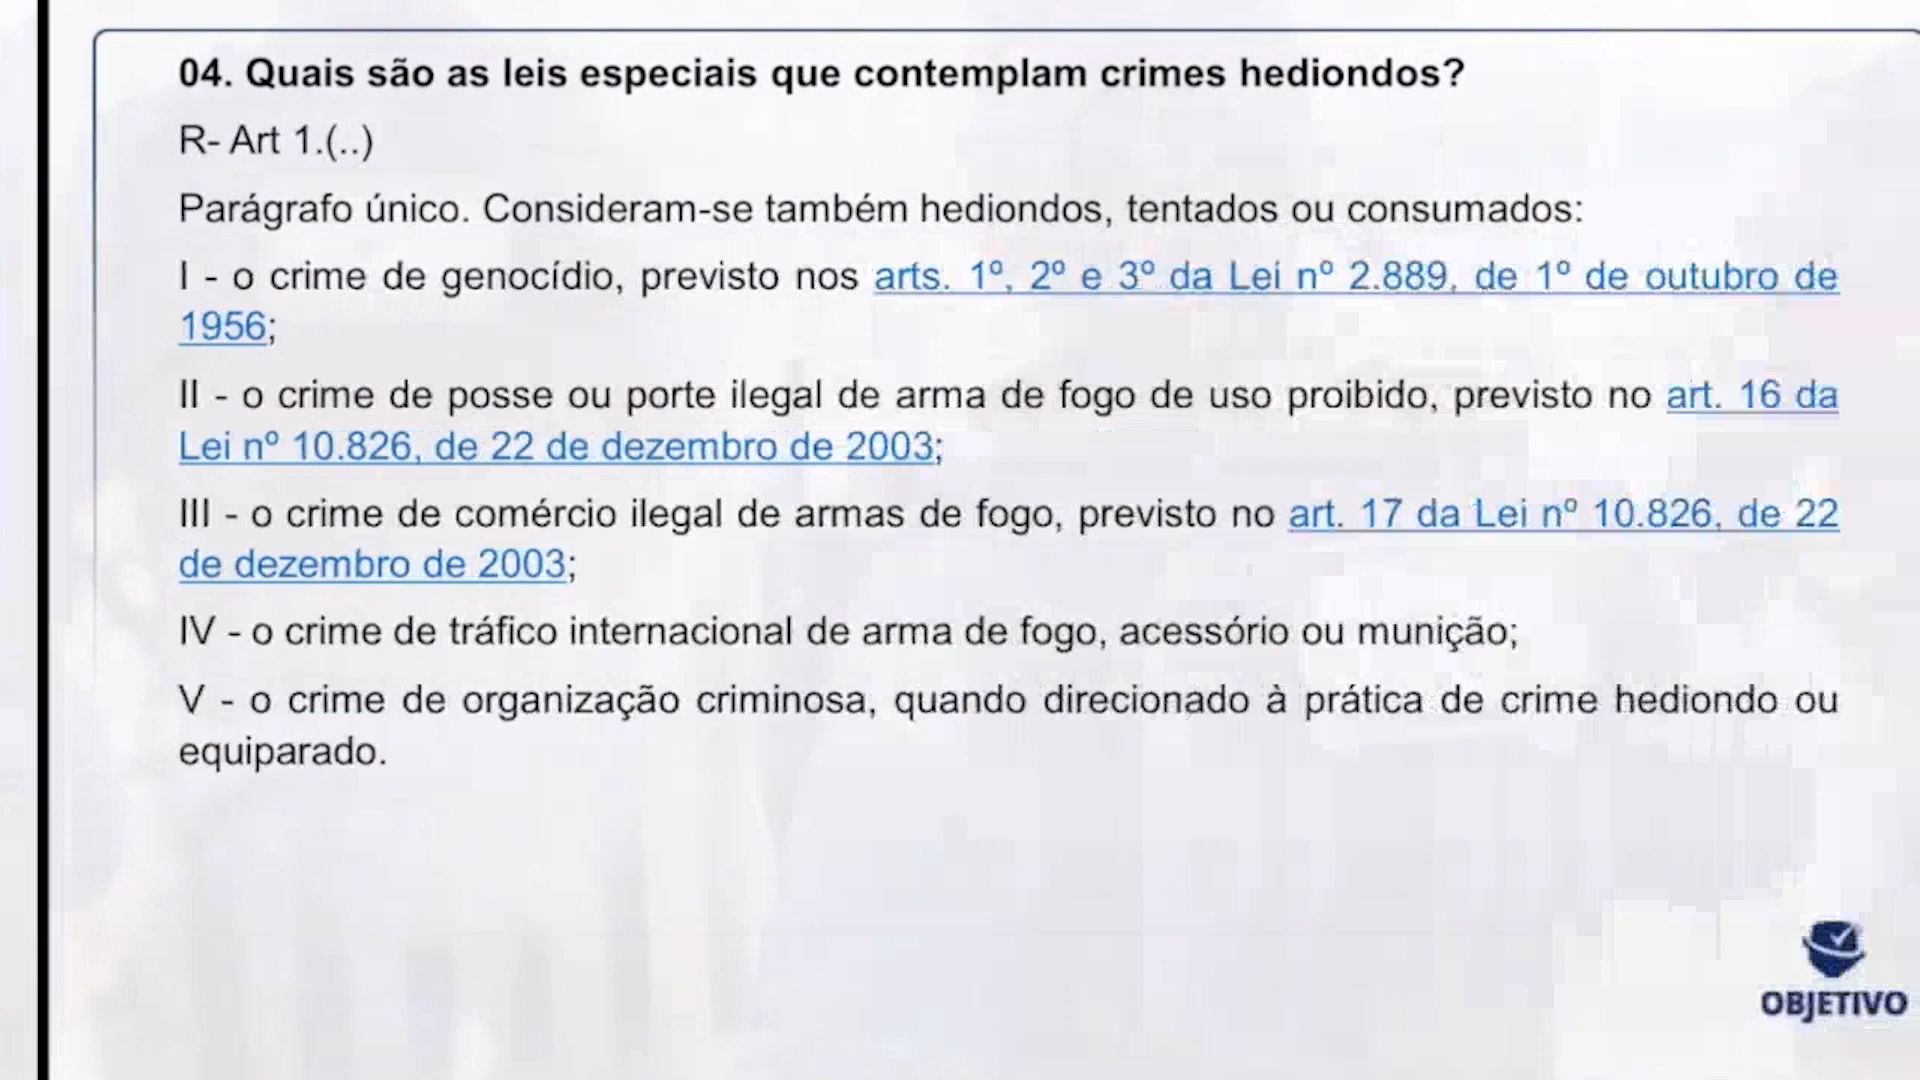 04. Quais são as leis especiais que contemplam crimes hediondos?
R- Art 1.(..)
Parágrafo único. Consideram-se também hediondos, tentados ou consumados:
I - o crime de genocídio, previsto nos arts. 1º, 2º e 3º da Lei nº 2.889, de 1º de outubro de
1956;
II - o crime de posse ou porte ilegal de arma de fogo de uso proibido, previsto no art. 16 da
Lei nº 10.826, de 22 de dezembro de 2003;
III - o crime de comércio ilegal de armas de fogo, previsto no art. 17 da Lei nº 10.826, de 22
de dezembro de 2003;
IV - o crime de tráfico internacional de arma de fogo, acessório ou munição;
V - o crime de organização criminosa, quando direcionado à prática de crime hediondo ou
equiparado.
OBJETIVO